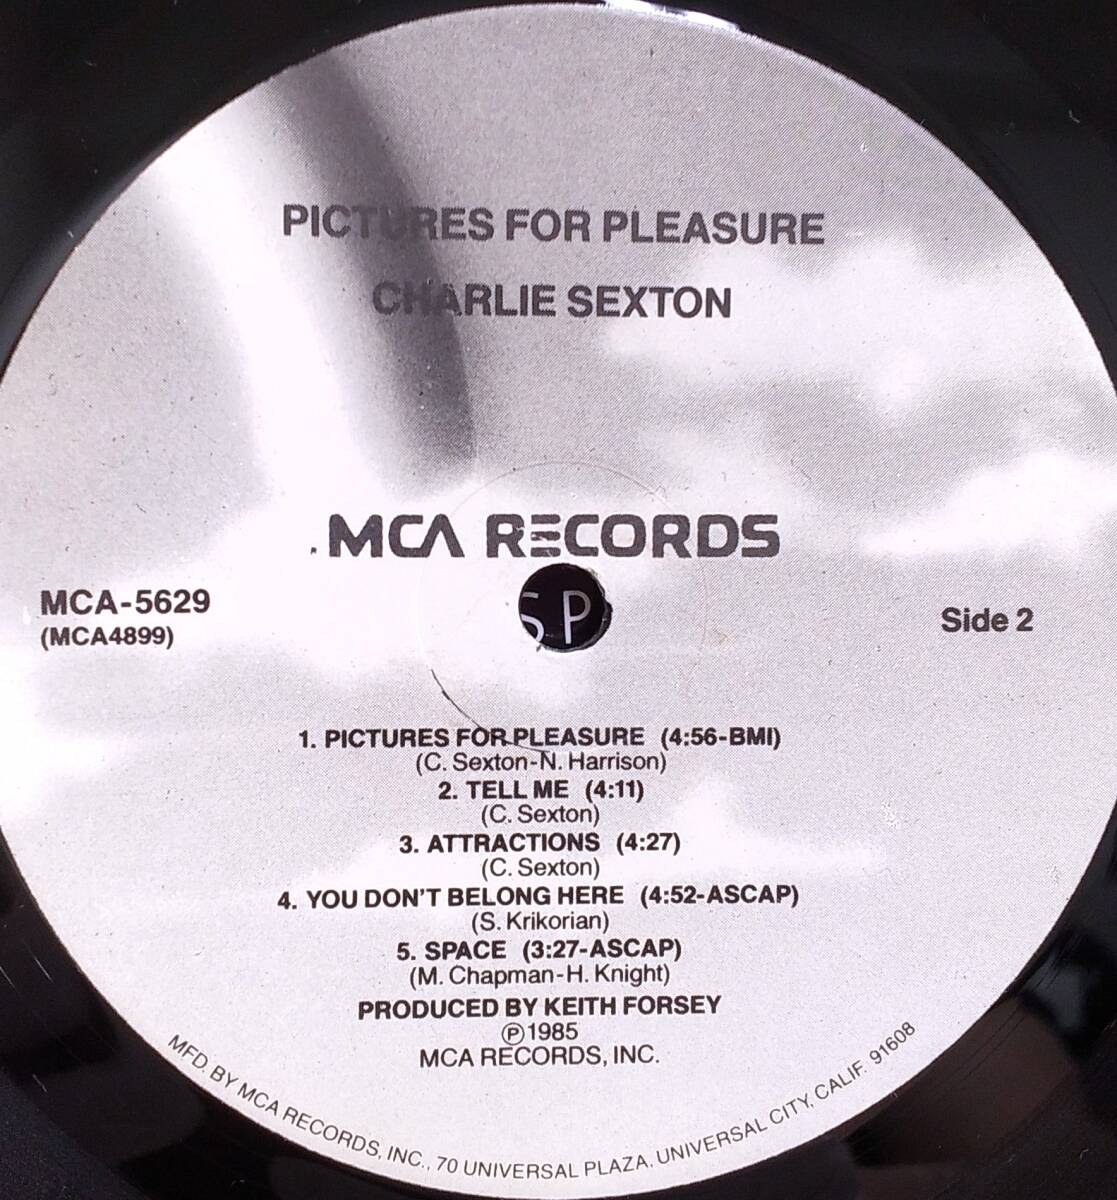 PICTURES FOR PLEASURE
CHARLIE SEXTON
MCA RECORDS
MCA-5629
(MCA4899)
Side 2
S P
1. PICTURES FOR PLEASURE (4:56-BMI)
(C. Sexton-N. Harrison)
2. TELL ME (4:11)
(C. Sexton)
3. ATTRACTIONS (4:27)
(C. Sexton)
4. YOU DON'T BELONG HERE (4:52-ASCAP)
(S. Krikorian)
5. SPACE (3:27-ASCAP)
(M. Chapman-H. Knight)
PRODUCED BY KEITH FORSEY
℗1985
MCA RECORDS, INC.
MFD. BY MCA RECORDS, INC., 70 UNIVERSAL PLAZA. UNIVERSAL CITY, CALIF. 91608